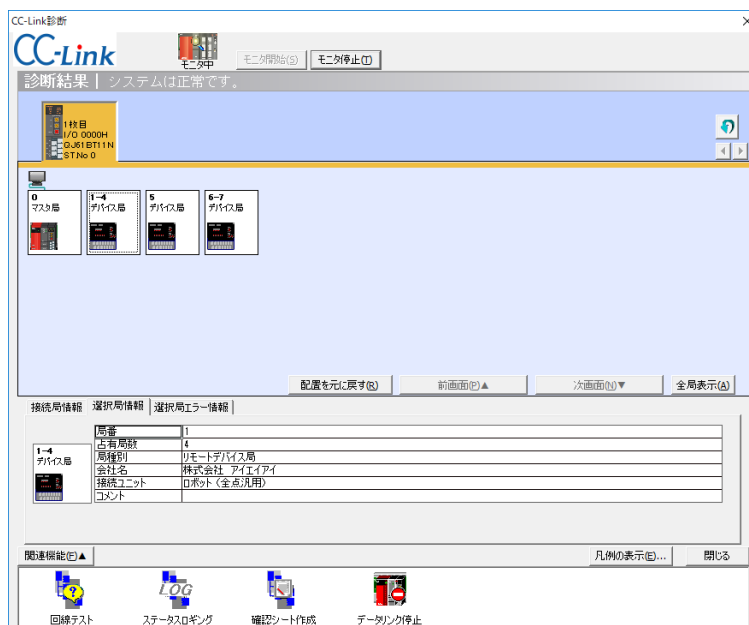 CC-Link診断
CC-Link
モニタ中
モニタ開始(S)
モニタ停止(T)
診断結果 | システムは正常です。
1枚目
I/O 0000H
QJ61BT11N
ST.No 0
0
マスタ局
1-4
デバイス局
5
デバイス局
6-7
デバイス局
配置を元に戻す(R)
前画面(P)▲
次画面(N)▼
全局表示(A)
接続局情報
選択局情報
選択局エラー情報
1-4
デバイス局
局番 1
占有局数 4
局種別 リモートデバイス局
会社名 株式会社 アイエイアイ
接続ユニット ロボット(全点汎用)
コメント
関連機能(F)▲
凡例の表示(E)...
閉じる
LOG
回線テスト
ステータスロギング
確認シート作成
データリンク停止